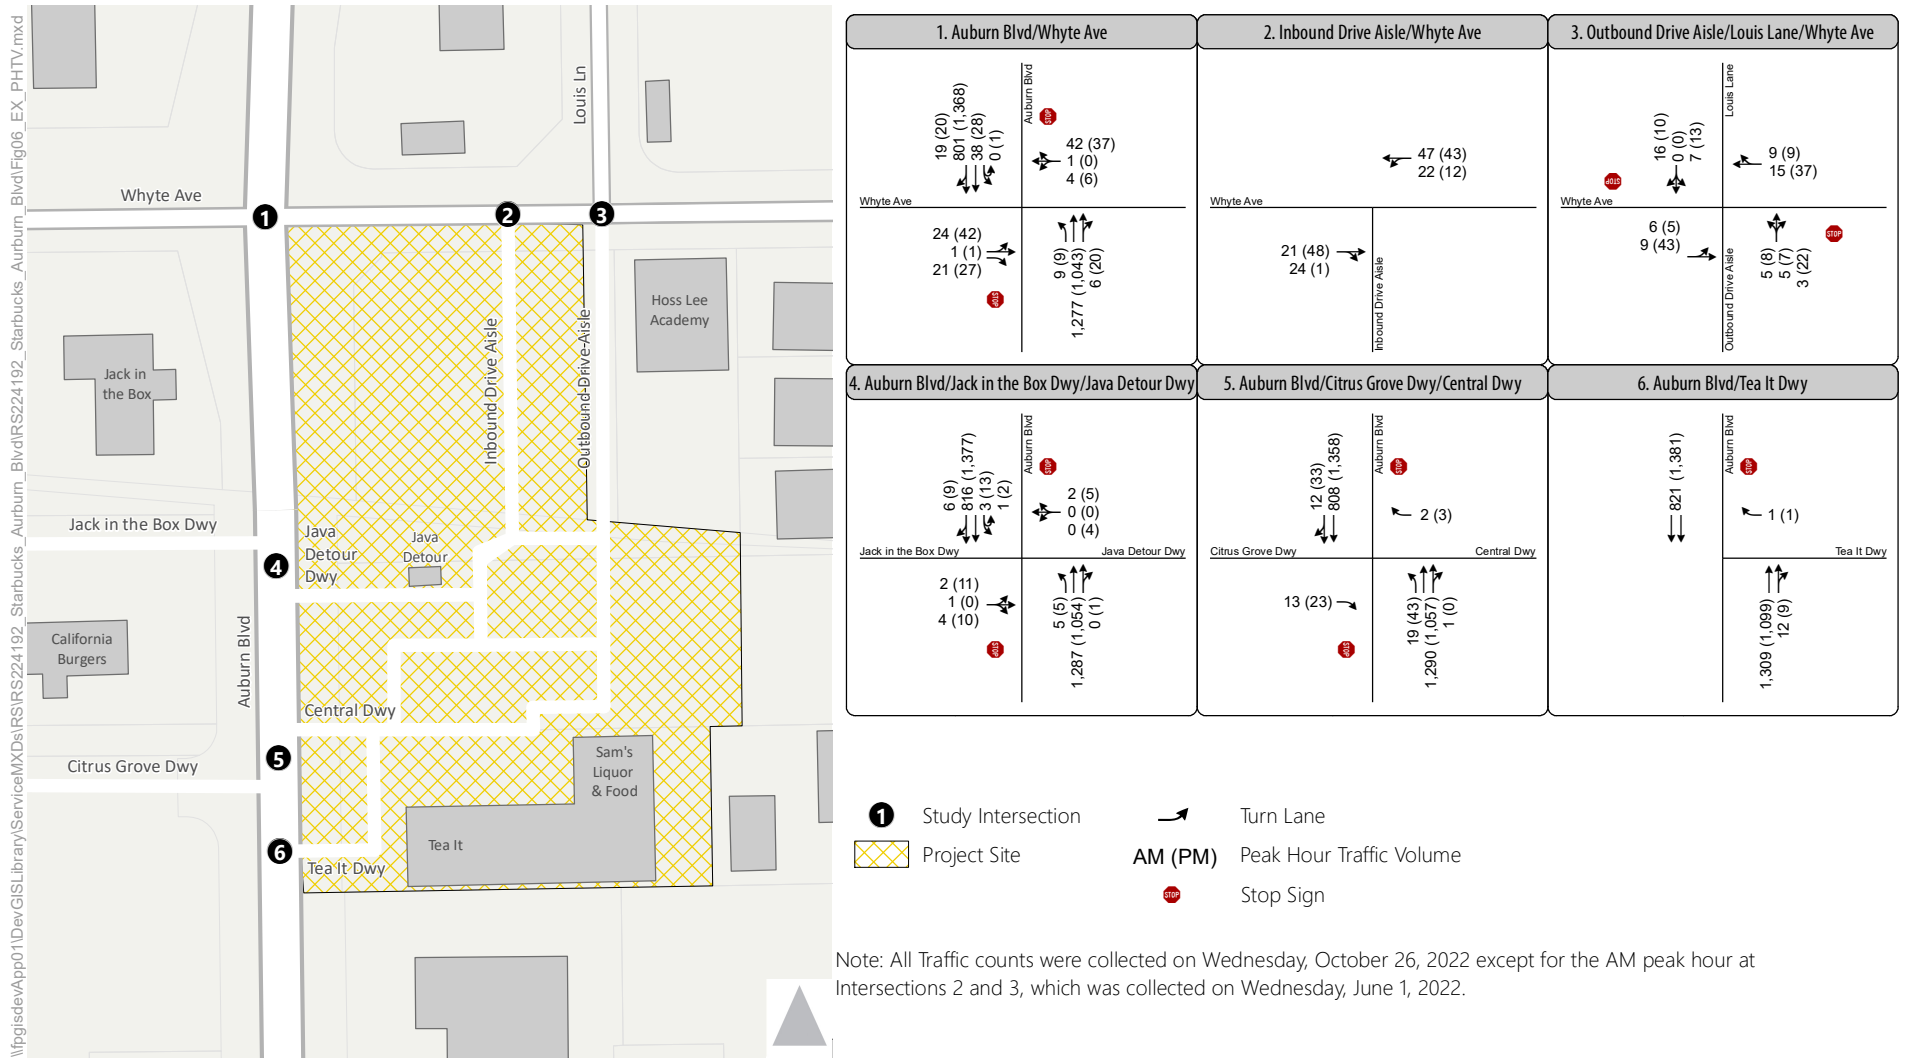 \\fpgisdevApp01\DevGISLibrary\ServiceMXDs\RS\RS224192_Starbucks_Aurburn_Blvd\RS224192_Starbucks_Aurburn_Blvd\Fig06_EX_PHTV.mxd
Louis Ln
Whyte Ave
1
2
3
Hoss Lee
Academy
Inbound Drive Aisle
Outbound Drive Aisle
Jack in
the Box
Jack in the Box Dwy
Java
Detour
Dwy
Java
Detour
4
California
Burgers
Auburn Blvd
Central Dwy
5
Citrus Grove Dwy
Sam's
Liquor
& Food
6
Tea It
Tea It Dwy
1. Auburn Blvd/Whyte Ave
19 (20)
801 (1,368)
38 (28)
0 (1)
Auburn Blvd
STOP
42 (37)
1 (0)
4 (6)
Whyte Ave
24 (42)
1 (1)
21 (27)
STOP
9 (9)
1,277 (1,043)
6 (20)
2. Inbound Drive Aisle/Whyte Ave
47 (43)
22 (12)
Whyte Ave
21 (48)
24 (1)
Inbound Drive Aisle
3. Outbound Drive Aisle/Louis Lane/Whyte Ave
16 (10)
0 (0)
7 (13)
Louis Lane
STOP
9 (9)
15 (37)
Whyte Ave
6 (5)
9 (43)
Outbound Drive Aisle
5 (8)
5 (7)
3 (22)
STOP
4. Auburn Blvd/Jack in the Box Dwy/Java Detour Dwy
6 (9)
816 (1,377)
3 (13)
1 (2)
Auburn Blvd
STOP
2 (5)
0 (0)
0 (4)
Jack in the Box Dwy
Java Detour Dwy
2 (11)
1 (0)
4 (10)
STOP
5 (5)
1,287 (1,054)
0 (1)
5. Auburn Blvd/Citrus Grove Dwy/Central Dwy
12 (33)
808 (1,358)
Auburn Blvd
STOP
2 (3)
Citrus Grove Dwy
Central Dwy
13 (23)
STOP
19 (43)
1,290 (1,057)
1 (0)
6. Auburn Blvd/Tea It Dwy
821 (1,381)
Auburn Blvd
STOP
1 (1)
Tea It Dwy
1,309 (1,099)
12 (9)
1 Study Intersection
Turn Lane
Project Site
AM (PM) Peak Hour Traffic Volume
STOP Stop Sign
Note: All Traffic counts were collected on Wednesday, October 26, 2022 except for the AM peak hour at
Intersections 2 and 3, which was collected on Wednesday, June 1, 2022.